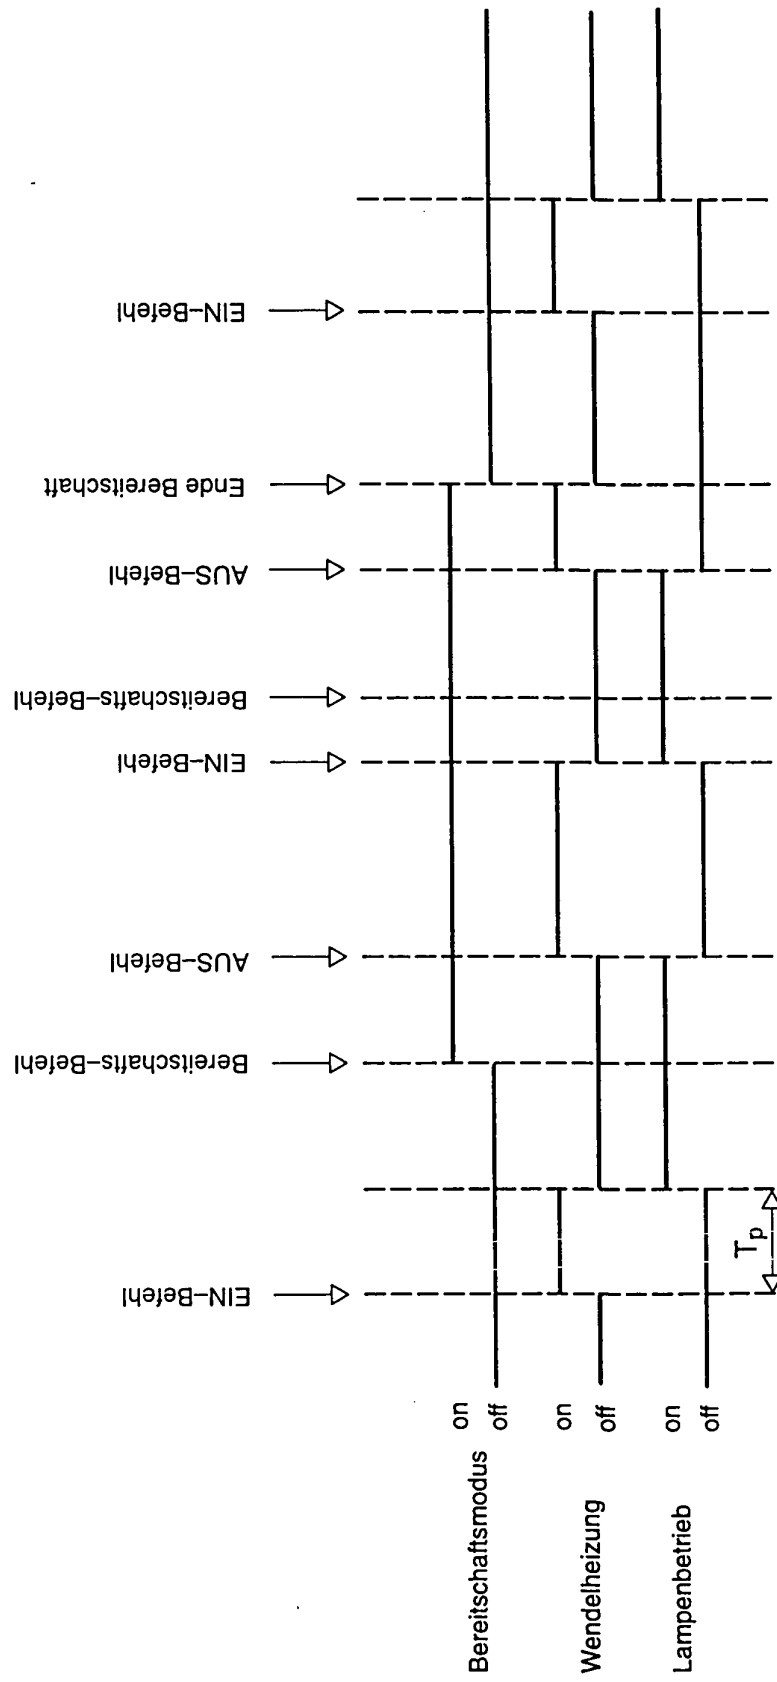 EIN-Befehl
Bereitschafts-Befehl
AUS-Befehl
EIN-Befehl
Bereitschafts-Befehl
AUS-Befehl
Ende Bereitschaft
EIN-Befehl
Bereitschaftsmodus
on
off
Wendelheizung
on
off
Lampenbetrieb
on
off
Tp